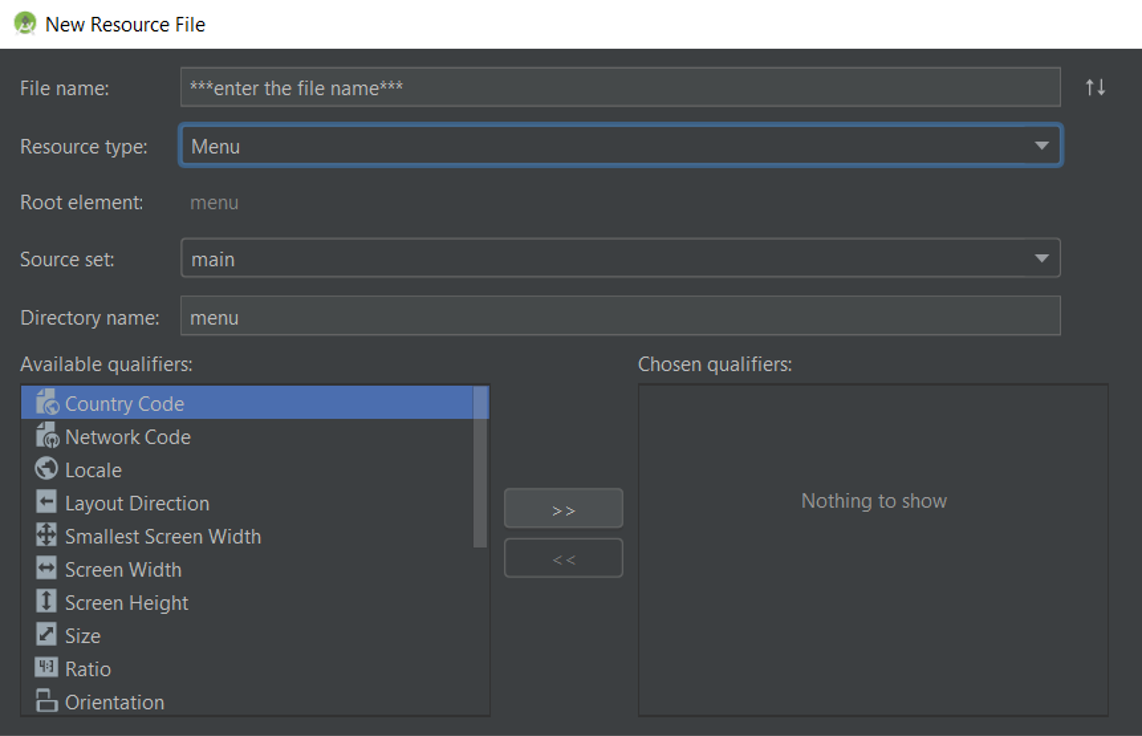 New Resource File
File name: ***enter the file name***
Resource type: Menu
Root element: menu
Source set: main
Directory name: menu
Available qualifiers:
Country Code
Network Code
Locale
Layout Direction
Smallest Screen Width
Screen Width
Screen Height
Size
Ratio
Orientation
>>
<<
Chosen qualifiers:
Nothing to show